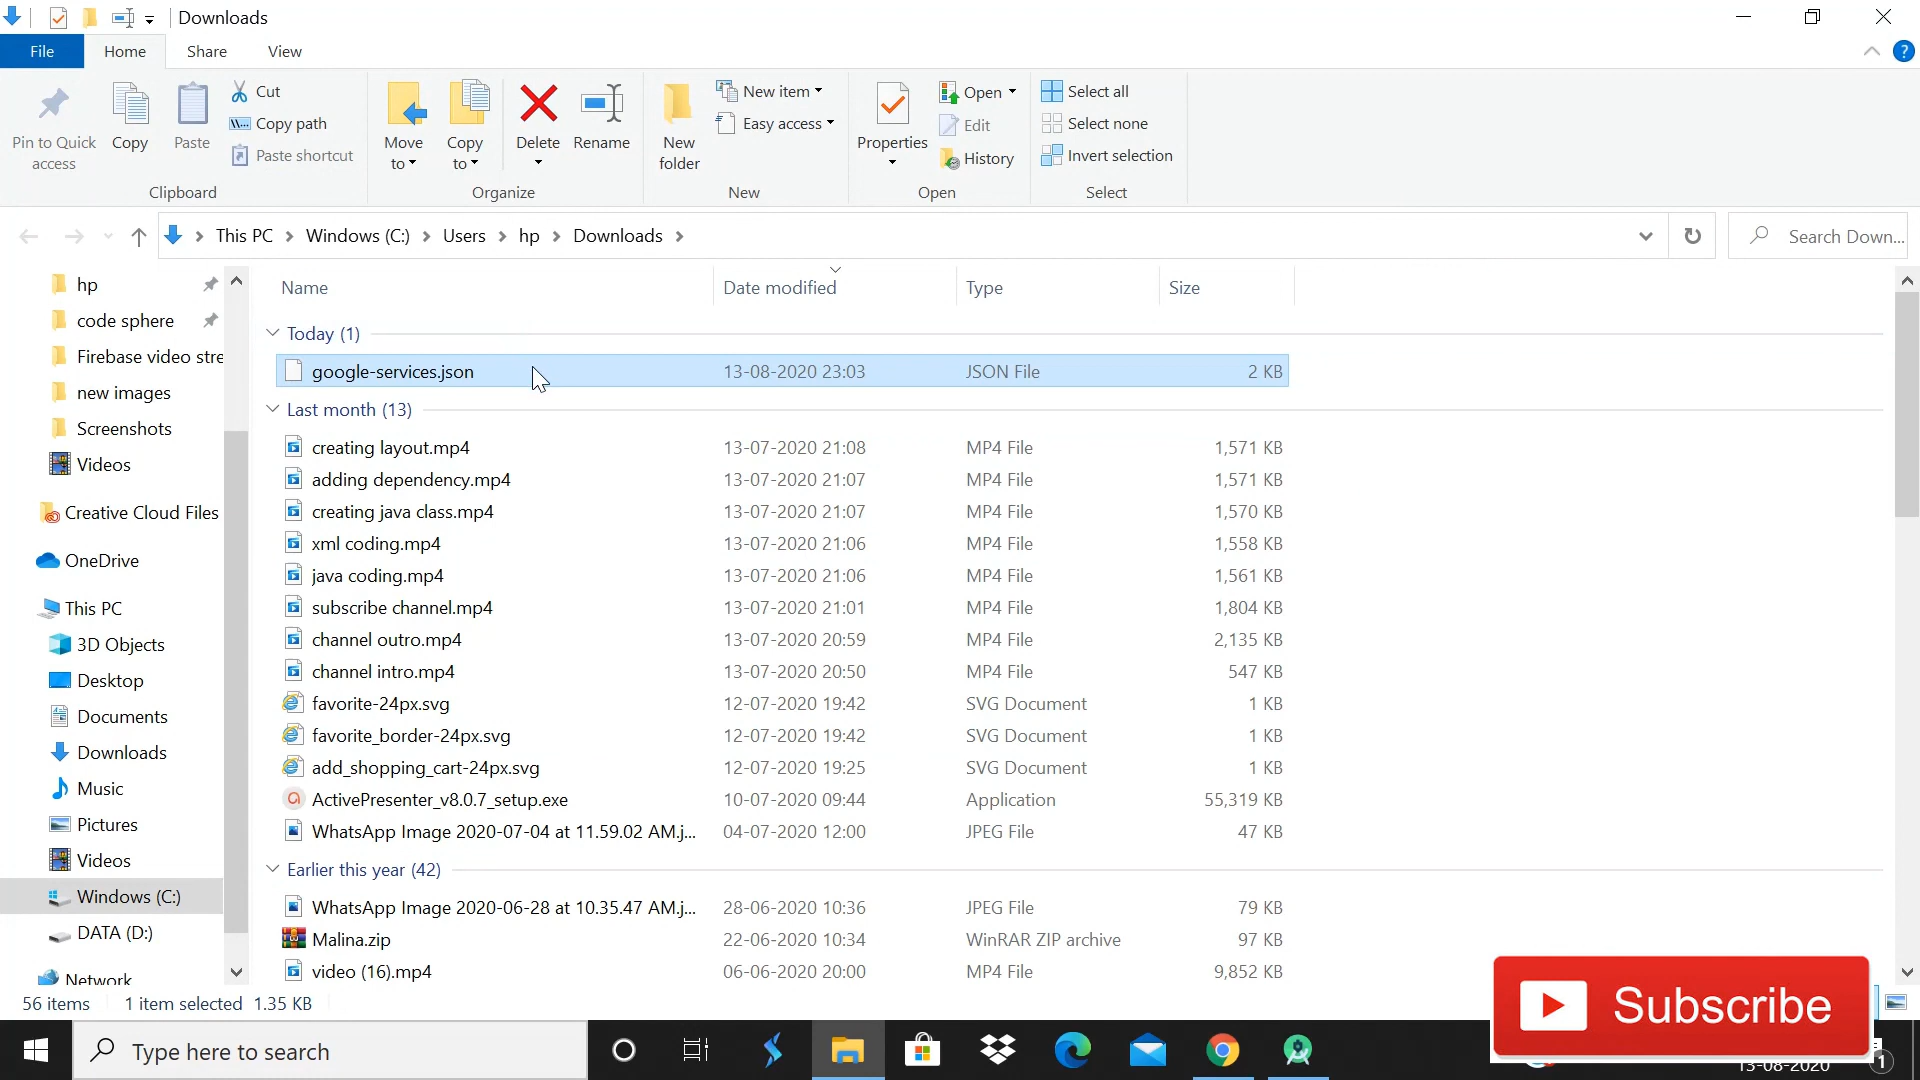 Downloads
File Home Share View
Pin to Quick access
Copy
Paste
Cut
Copy path
Paste shortcut
Clipboard
Move to
Copy to
Delete
Rename
Organize
New folder
New item
Easy access
New
Properties
Open
Edit
History
Open
Select all
Select none
Invert selection
Select
This PC Windows (C:) Users hp Downloads
Search Down...
hp
code sphere
Firebase video stre
new images
Screenshots
Videos
Creative Cloud Files
OneDrive
This PC
3D Objects
Desktop
Documents
Downloads
Music
Pictures
Videos
Windows (C:)
DATA (D:)
Network
Name Date modified Type Size
Today (1)
google-services.json 13-08-2020 23:03 JSON File 2 KB
Last month (13)
creating layout.mp4 13-07-2020 21:08 MP4 File 1,571 KB
adding dependency.mp4 13-07-2020 21:07 MP4 File 1,571 KB
creating java class.mp4 13-07-2020 21:07 MP4 File 1,570 KB
xml coding.mp4 13-07-2020 21:06 MP4 File 1,558 KB
java coding.mp4 13-07-2020 21:06 MP4 File 1,561 KB
subscribe channel.mp4 13-07-2020 21:01 MP4 File 1,804 KB
channel outro.mp4 13-07-2020 20:59 MP4 File 2,135 KB
channel intro.mp4 13-07-2020 20:50 MP4 File 547 KB
favorite-24px.svg 12-07-2020 19:42 SVG Document 1 KB
favorite_border-24px.svg 12-07-2020 19:42 SVG Document 1 KB
add_shopping_cart-24px.svg 12-07-2020 19:25 SVG Document 1 KB
ActivePresenter_v8.0.7_setup.exe 10-07-2020 09:44 Application 55,319 KB
WhatsApp Image 2020-07-04 at 11.59.02 AM.j... 04-07-2020 12:00 JPEG File 47 KB
Earlier this year (42)
WhatsApp Image 2020-06-28 at 10.35.47 AM.j... 28-06-2020 10:36 JPEG File 79 KB
Malina.zip 22-06-2020 10:34 WinRAR ZIP archive 97 KB
video (16).mp4 06-06-2020 20:00 MP4 File 9,852 KB
56 items 1 item selected 1.35 KB
Subscribe
Type here to search
13-08-2020
1